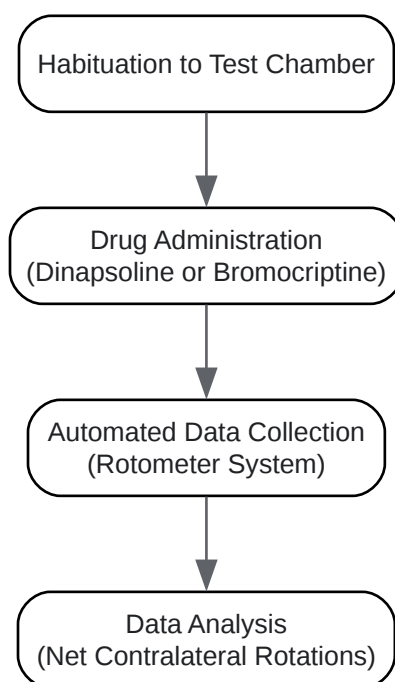 Habituation to Test Chamber
Drug Administration
(Dinapsoline or Bromocriptine)
Automated Data Collection
(Rotometer System)
Data Analysis
(Net Contralateral Rotations)